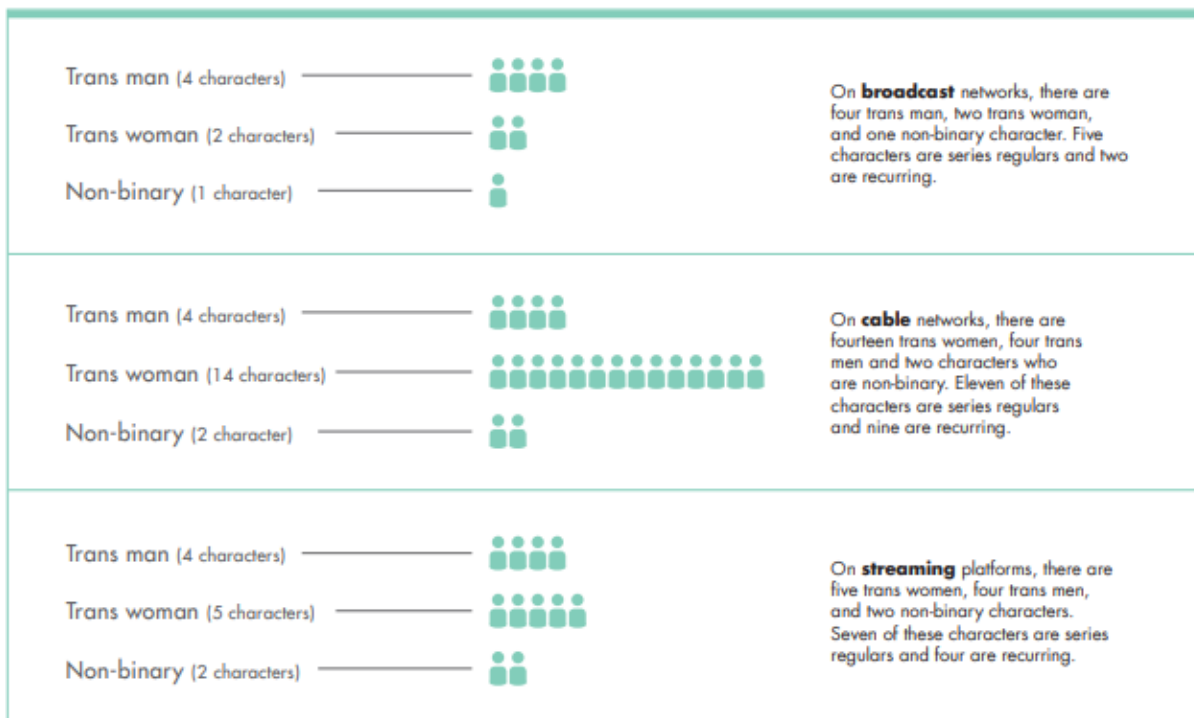 Trans man (4 characters)
Trans woman (2 characters)
Non-binary (1 character)
On broadcast networks, there are
four trans man, two trans woman,
and one non-binary character. Five
characters are series regulars and two
are recurring.
Trans man (4 characters)
Trans woman (14 characters)
Non-binary (2 character)
On cable networks, there are
fourteen trans women, four trans
men and two characters who
are non-binary. Eleven of these
characters are series regulars
and nine are recurring.
Trans man (4 characters)
Trans woman (5 characters)
Non-binary (2 characters)
On streaming platforms, there are
five trans women, four trans men,
and two non-binary characters.
Seven of these characters are series
regulars and four are recurring.